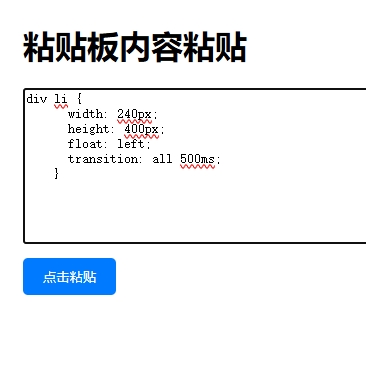 粘贴板内容粘贴
div li {
width: 240px;
height: 400px;
float: left;
transition: all 500ms;
}
点击粘贴